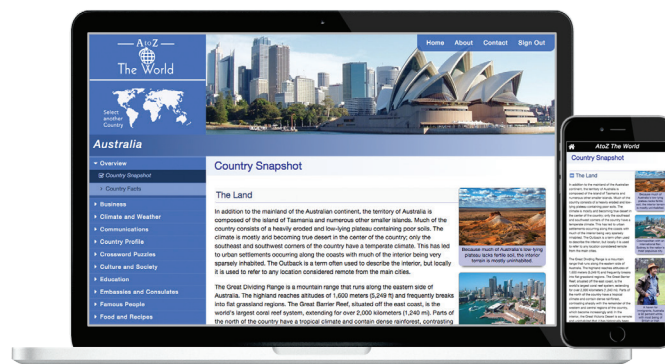 A TO Z
The World
Select
another
Country
Home About Contact Sign Out
Australia
Overview
Country Snapshot
Country Facts
Business
Climate and Weather
Communications
Country Profile
Crossword Puzzles
Culture and Society
Education
Embassies and Consulates
Famous People
Food and Recipes
Country Snapshot
The Land
In addition to the mainland of the Australian continent, the territory of Australia is
composed of the island of Tasmania and numerous other smaller islands. Much of the
country consists of a heavily eroded and low-lying plateau containing poor soils. The
climate is mostly arid becoming true desert in the center of the country; only the
southeast and southwest corners of the country have a temperate climate. This has led
to urban settlements occurring along the coasts with much of the interior being very
sparsely inhabited. The Outback is a term often used to describe the interior, but locally
it is used to refer to any location considered remote from the main cities.
The Great Dividing Range is a mountain range that runs along the eastern side of
Australia. The highland reaches altitudes of 1,600 meters (5,249 ft) and frequently breaks
into flat grassland regions. The Great Barrier Reef, situated off the east coast, is the
world's largest coral reef system, extending for over 2,000 kilometers (1,240 mi). Parts of
the north of the country have a tropical climate and contain dense rainforest, contrasting
Because much of Australia's low-lying
plateau lacks fertile soil, the interior
terrain is mostly uninhabited.
AtoZ The World
Country Snapshot
The Land